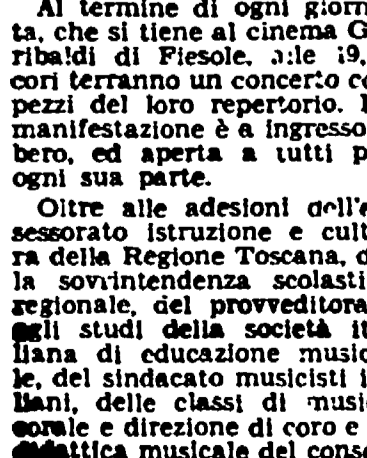 Al termine di ogni giorn
ta, che si tiene al cinema G
ribaldi di Fiesole, alle 19,
cori terranno un concerto co
pezzi del loro repertorio. 
manifestazione è a ingresso
bero, ed aperta a tutti p
ogni sua parte.
Oltre alle adesioni dell'
sessorato istruzione e cult
ra della Regione Toscana, d
la sovrintendenza scolasti
regionale, del provveditora
agli studi della società it
liana di educazione music
le, del sindacato musicisti i
liani, delle classi di musi
corale e direzione di coro e
didattica musicale del conse